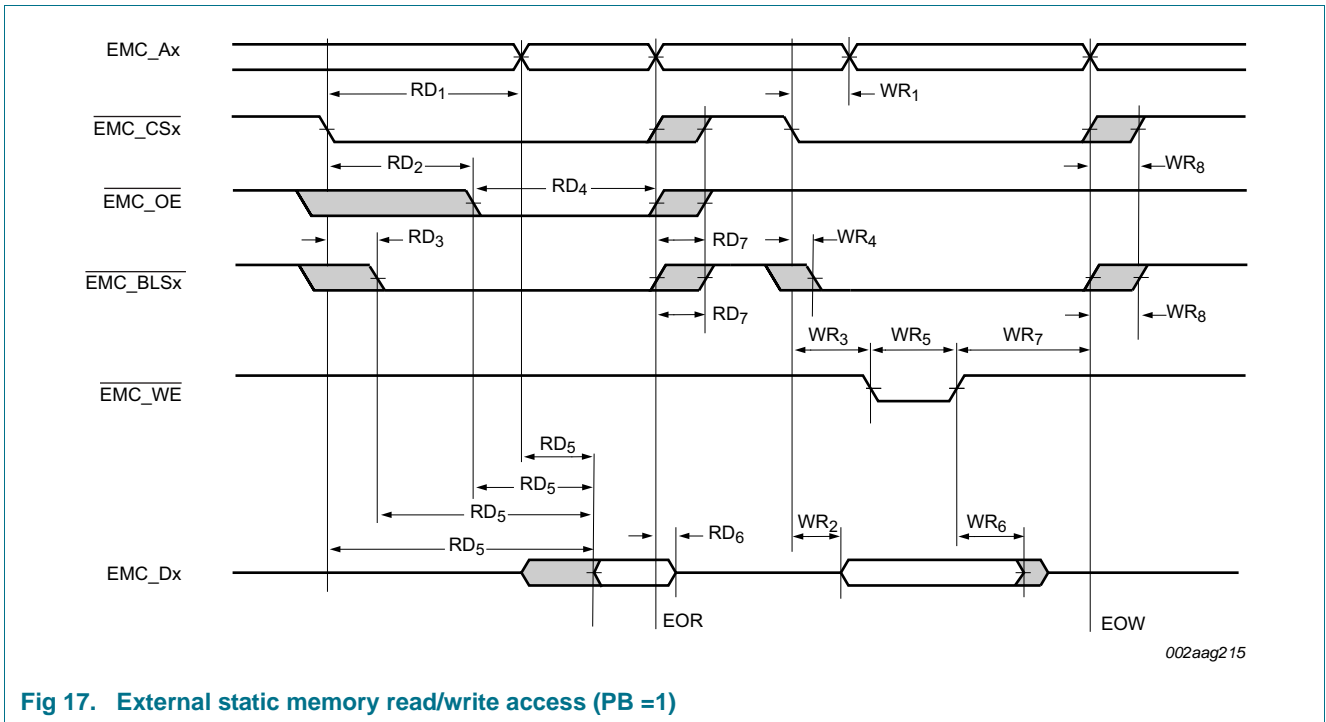 EMC_Ax
RD1
WR1
EMC_CSx
RD2
WR8
RD4
EMC_OE
RD3
RD7
WR4
EMC_BLSx
RD7
WR8
WR3
WR5
WR7
EMC_WE
RD5
RD5
RD5
RD5
RD6
WR2
WR6
EMC_Dx
EOR
EOW
002aag215
Fig 17. External static memory read/write access (PB =1)